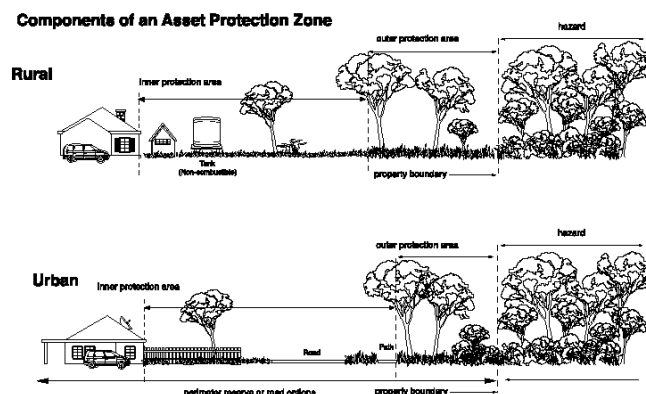 Components of an Asset Protection Zone
hazard
outer protection area
Rural
inner protection area
Tank
(Non-combustible)
property boundary
hazard
outer protection area
Urban
inner protection area
Road
Path
perimeter reserve or road options
property boundary